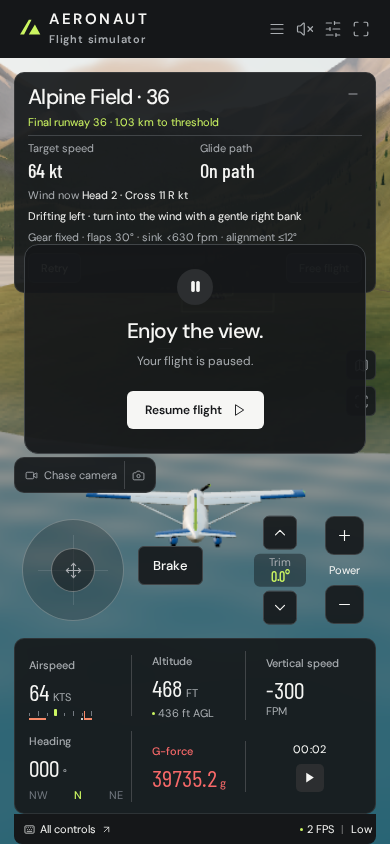 AERONAUT
Flight simulator
Alpine Field · 36
Final runway 36 · 1.03 km to threshold
Target speed
Glide path
64 kt
On path
Wind now Head 2 · Cross 11 R kt
Drifting left · turn into the wind with a gentle right bank
Gear fixed · flaps 30° · sink <630 fpm · alignment ≤12°
Retry
Free flight
Enjoy the view.
Your flight is paused.
Resume flight
Chase camera
Brake
Trim
0.0°
Power
Airspeed
64 KTS
Altitude
468 FT
436 ft AGL
Vertical speed
-300
FPM
Heading
000 °
NW N NE
G-force
39735.2 g
00:02
All controls
2 FPS | Low